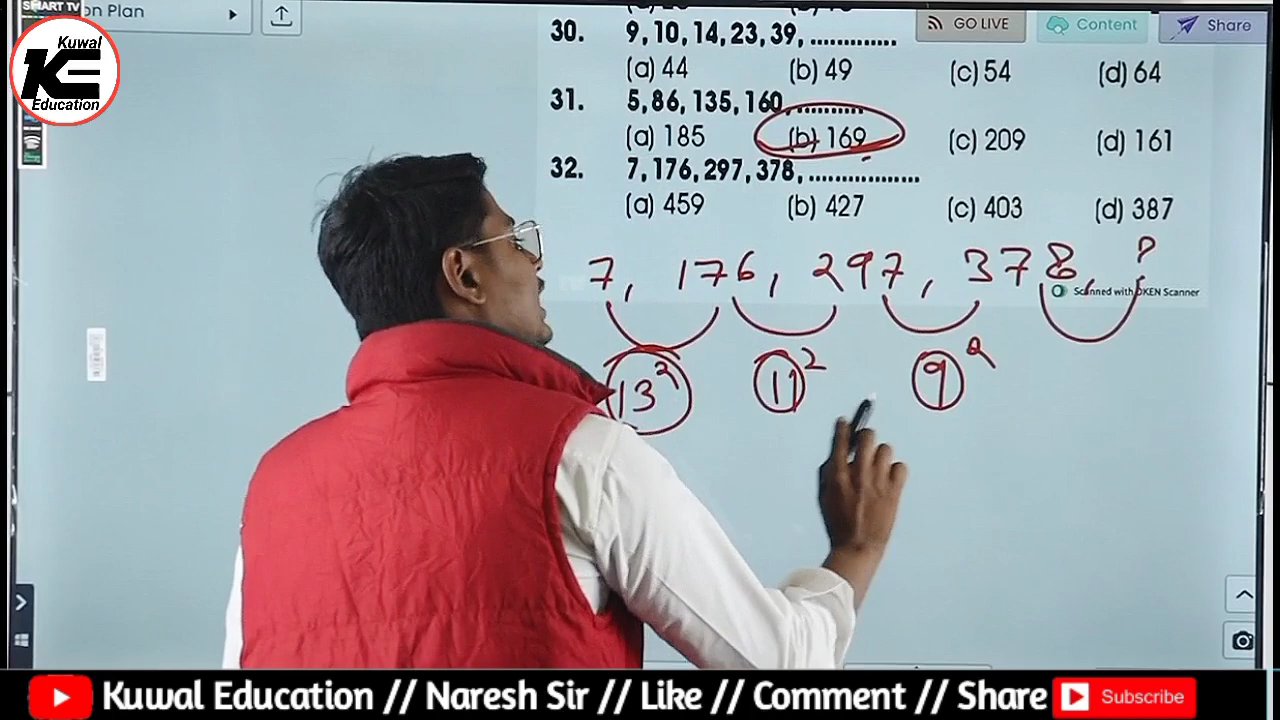 SMART TV
on Plan
GO LIVE
Content
Share
Kuwal
KE
Education
30. 9, 10, 14, 23, 39, .............
(a) 44 (b) 49 (c) 54 (d) 64
31. 5, 86, 135, 160, ..........
(a) 185 (b) 169 (c) 209 (d) 161
32. 7, 176, 297, 378, .................
(a) 459 (b) 427 (c) 403 (d) 387
7, 176, 297, 378, ?
Scanned with OKEN Scanner
13² 11² 9²
Kuwal Education // Naresh Sir // Like // Comment // Share
Subscribe